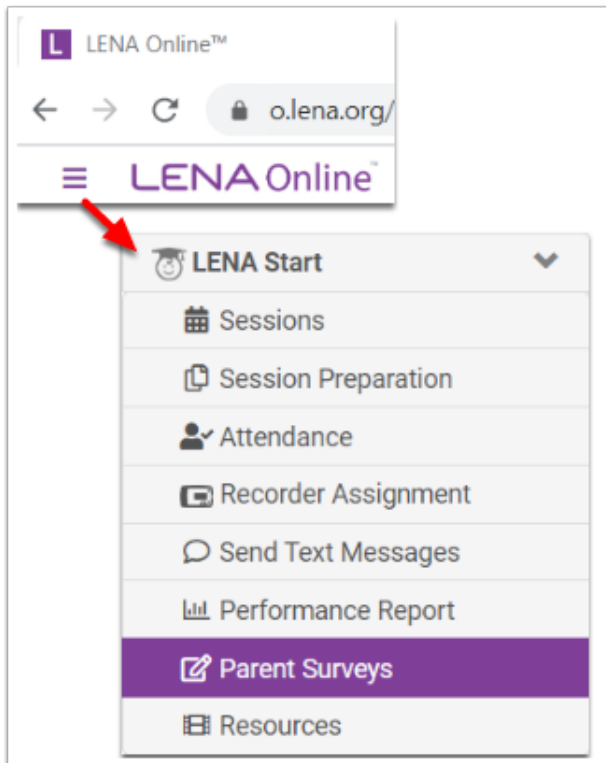 L LENA Online™
o.lena.org/
LENA Online™
LENA Start
Sessions
Session Preparation
Attendance
Recorder Assignment
Send Text Messages
Performance Report
Parent Surveys
Resources